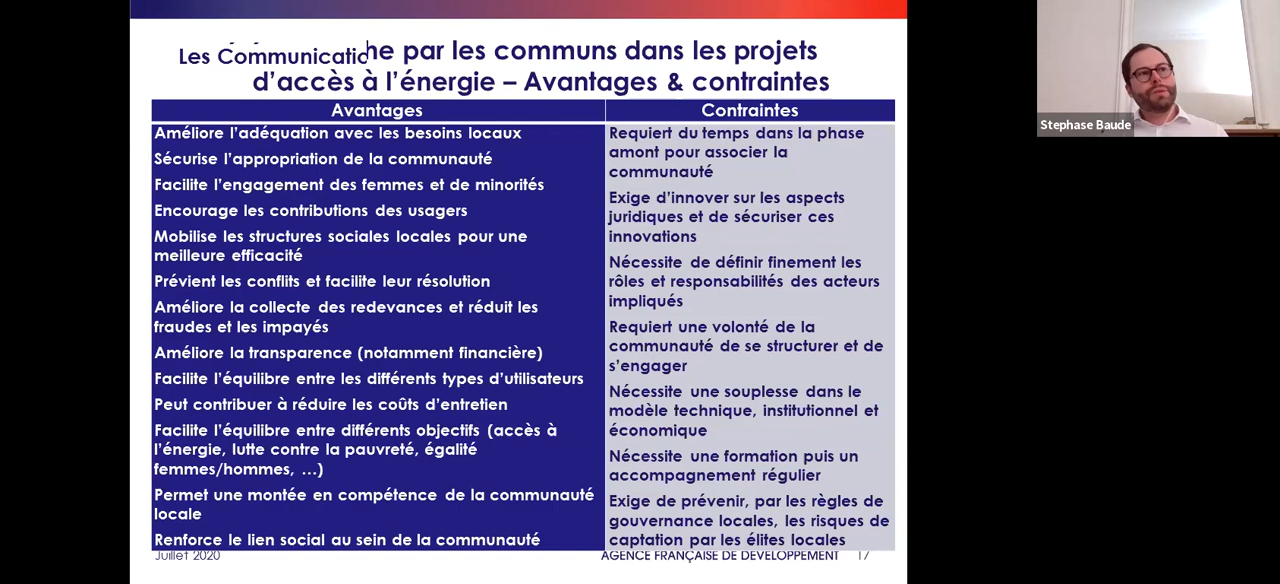 Les Communicatio
he par les communs dans les projets
d’accès à l’énergie – Avantages & contraintes
Avantages
Améliore l’adéquation avec les besoins locaux
Sécurise l’appropriation de la communauté
Facilite l’engagement des femmes et de minorités
Encourage les contributions des usagers
Mobilise les structures sociales locales pour une
meilleure efficacité
Prévient les conflits et facilite leur résolution
Améliore la collecte des redevances et réduit les
fraudes et les impayés
Améliore la transparence (notamment financière)
Facilite l’équilibre entre les différents types d’utilisateurs
Peut contribuer à réduire les coûts d’entretien
Facilite l’équilibre entre différents objectifs (accès à
l’énergie, lutte contre la pauvreté, égalité
femmes/hommes, …)
Permet une montée en compétence de la communauté
locale
Renforce le lien social au sein de la communauté
Contraintes
Requiert du temps dans la phase
amont pour associer la
communauté
Exige d’innover sur les aspects
juridiques et de sécuriser ces
innovations
Nécessite de définir finement les
rôles et responsabilités des acteurs
impliqués
Requiert une volonté de la
communauté de se structurer et de
s’engager
Nécessite une souplesse dans le
modèle technique, institutionnel et
économique
Nécessite une formation puis un
accompagnement régulier
Exige de prévenir, par les règles de
gouvernance locales, les risques de
captation par les élites locales
Juillet 2020
AGENCE FRANÇAISE DE DÉVELOPPEMENT 17
Stephase Baude